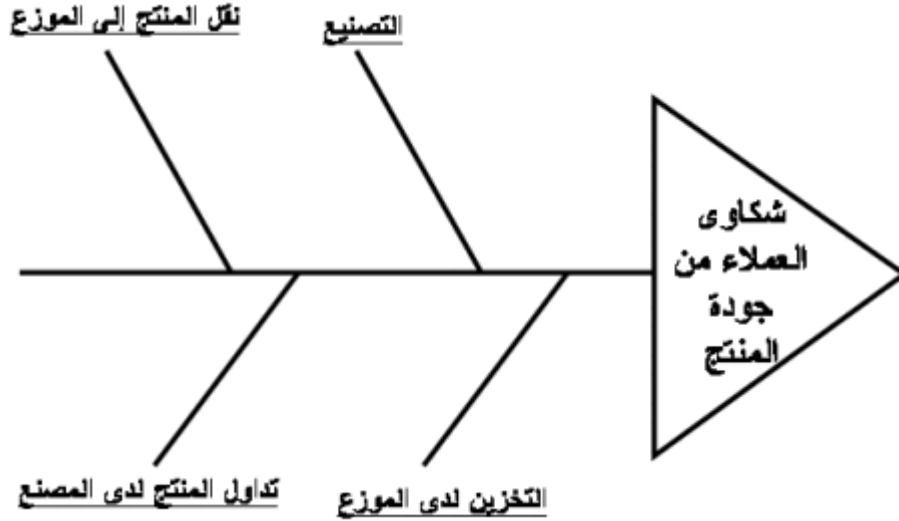 التصنيع
نقل المنتج إلى الموزع
شكاوى
العملاء من
جودة
المنتج
التخزين لدى الموزع
تداول المنتج لدى المصنع